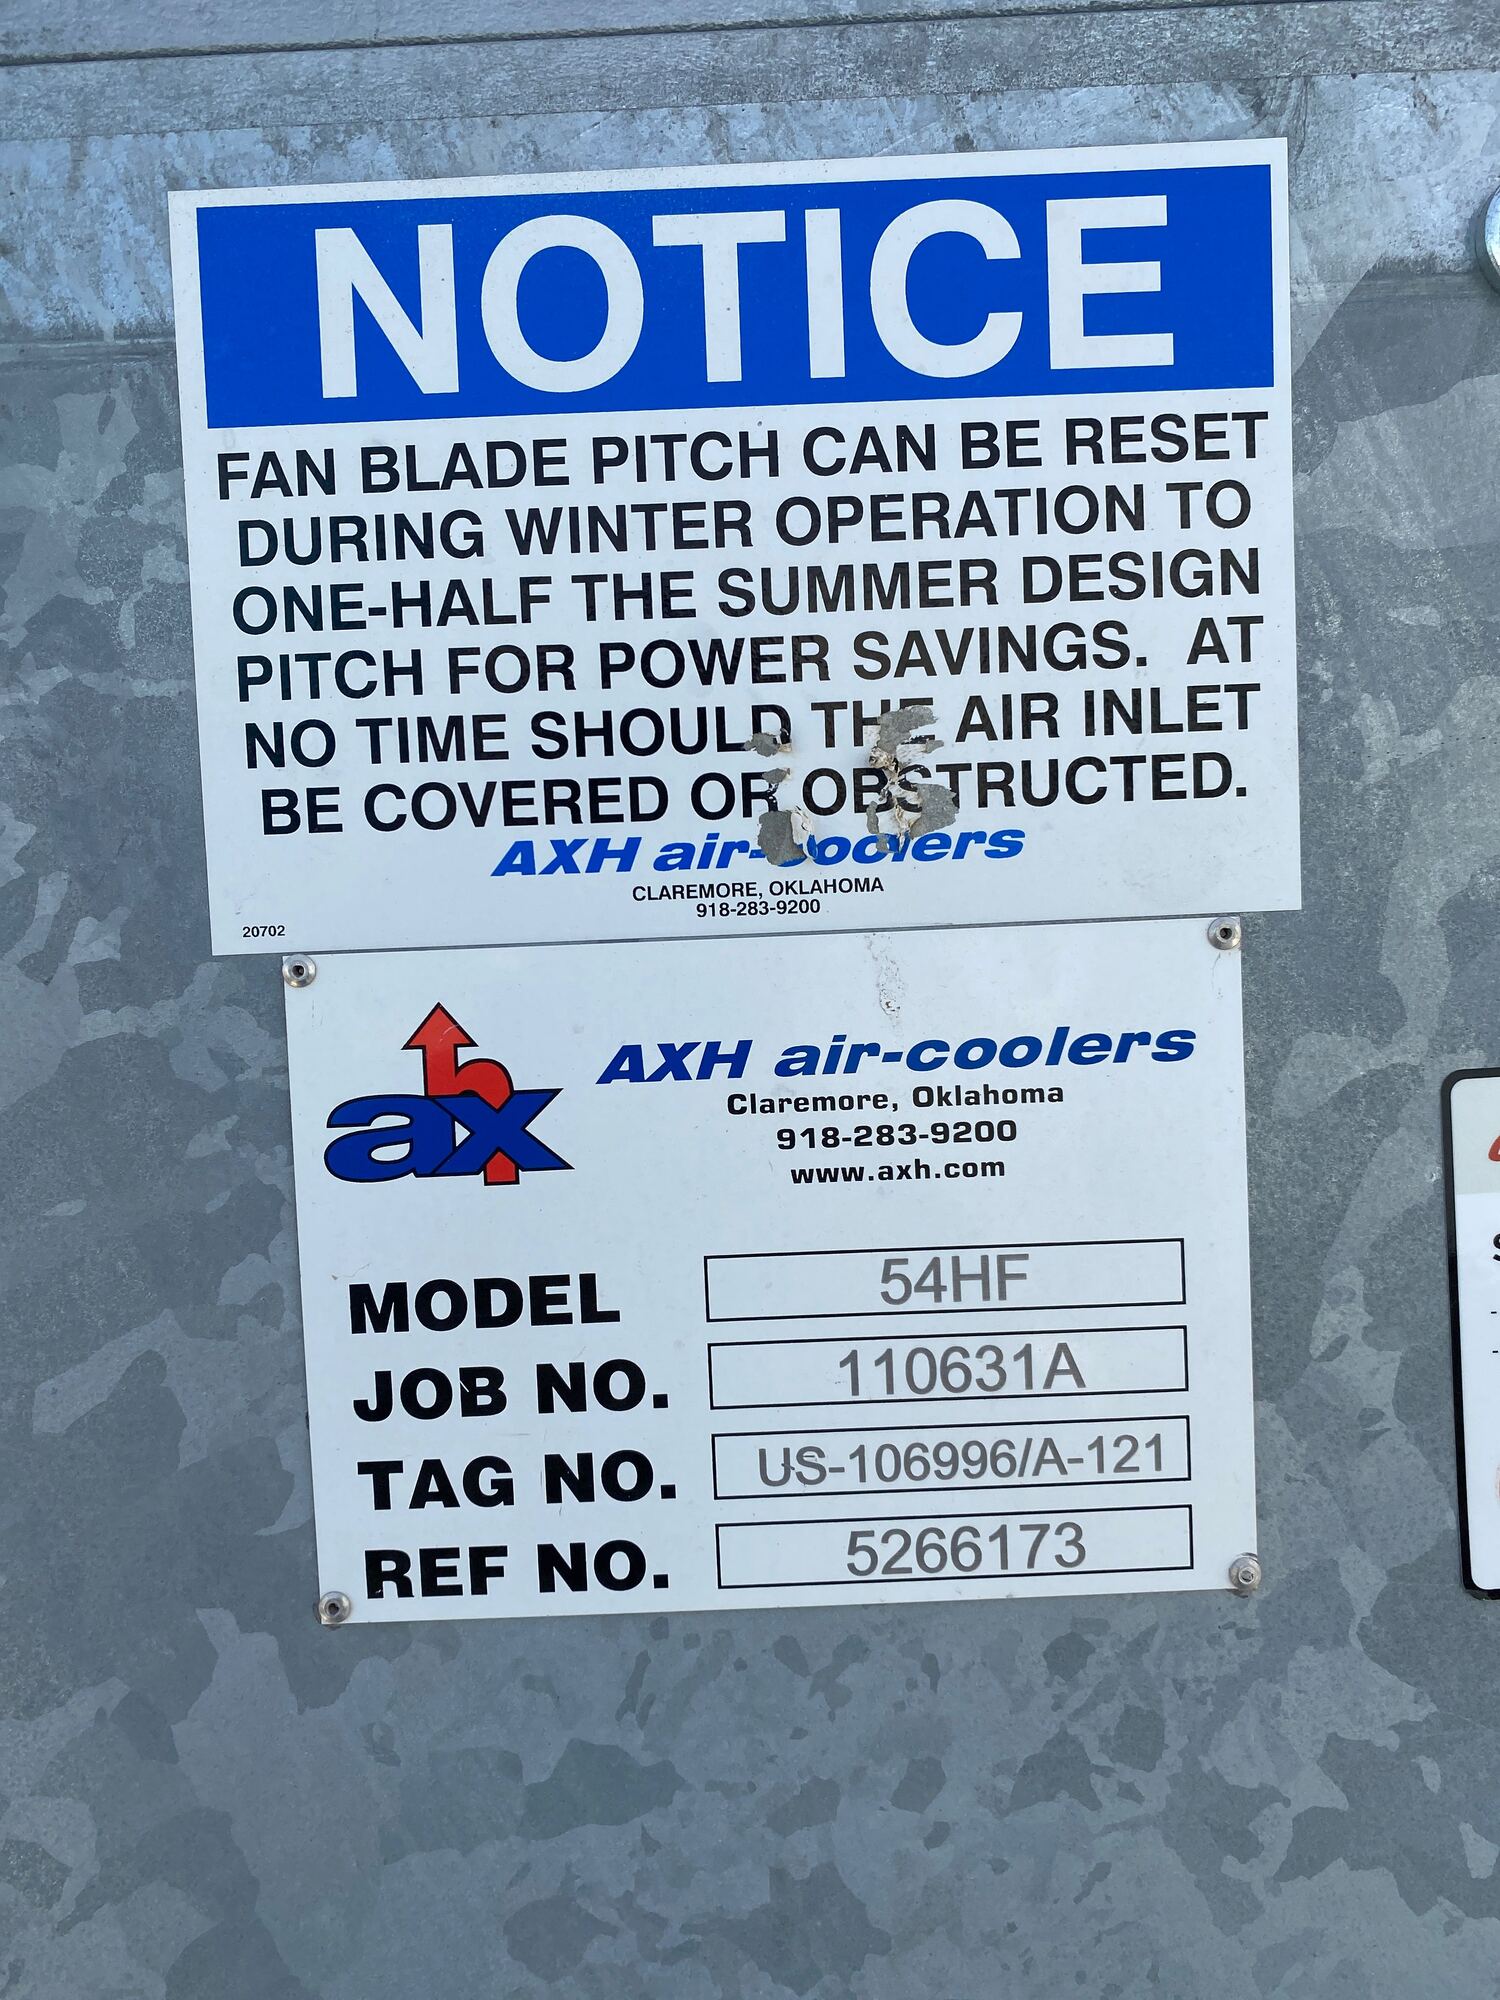 NOTICE
FAN BLADE PITCH CAN BE RESET
DURING WINTER OPERATION TO
ONE-HALF THE SUMMER DESIGN
PITCH FOR POWER SAVINGS. AT
NO TIME SHOULD THE AIR INLET
BE COVERED OR OBSTRUCTED.
AXH air-coolers
CLAREMORE, OKLAHOMA
918-283-9200
20702
axh
AXH air-coolers
Claremore, Oklahoma
918-283-9200
www.axh.com
MODEL 54HF
JOB NO. 110631A
TAG NO. US-106996/A-121
REF NO. 5266173